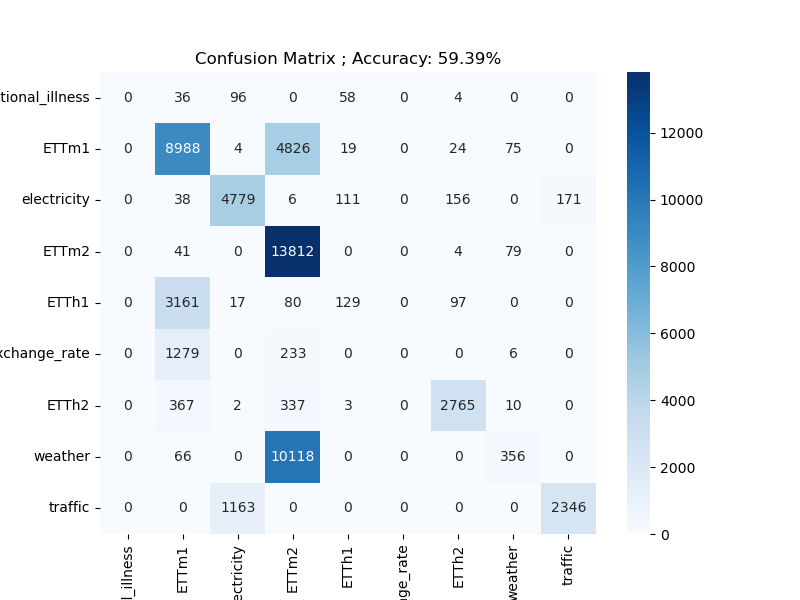 Confusion Matrix ; Accuracy: 59.39%
tional_illness 0 36 96 0 58 0 4 0 0
ETTm1 0 8988 4 4826 19 0 24 75 0
electricity 0 38 4779 6 111 0 156 0 171
ETTm2 0 41 0 13812 0 0 4 79 0
ETTh1 0 3161 17 80 129 0 97 0 0
xchange_rate 0 1279 0 233 0 0 0 6 0
ETTh2 0 367 2 337 3 0 2765 10 0
weather 0 66 0 10118 0 0 0 356 0
traffic 0 0 1163 0 0 0 0 0 2346
l_illness ETTm1 ectricity ETTm2 ETTh1 ge_rate ETTh2 weather traffic
12000
10000
8000
6000
4000
2000
0